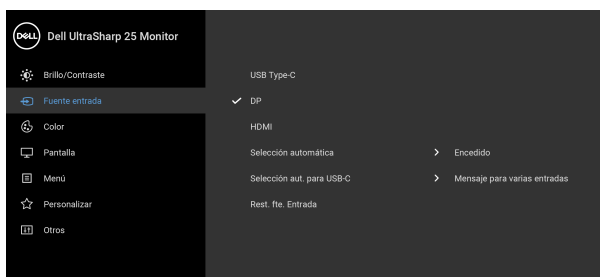 DELL Dell UltraSharp 25 Monitor
Brillo/Contraste
USB Type-C
Fuente entrada
DP
Color
HDMI
Pantalla
Selección automática
Encedido
Menú
Selección aut. para USB-C
Mensaje para varias entradas
Personalizar
Rest. fte. Entrada
Otros